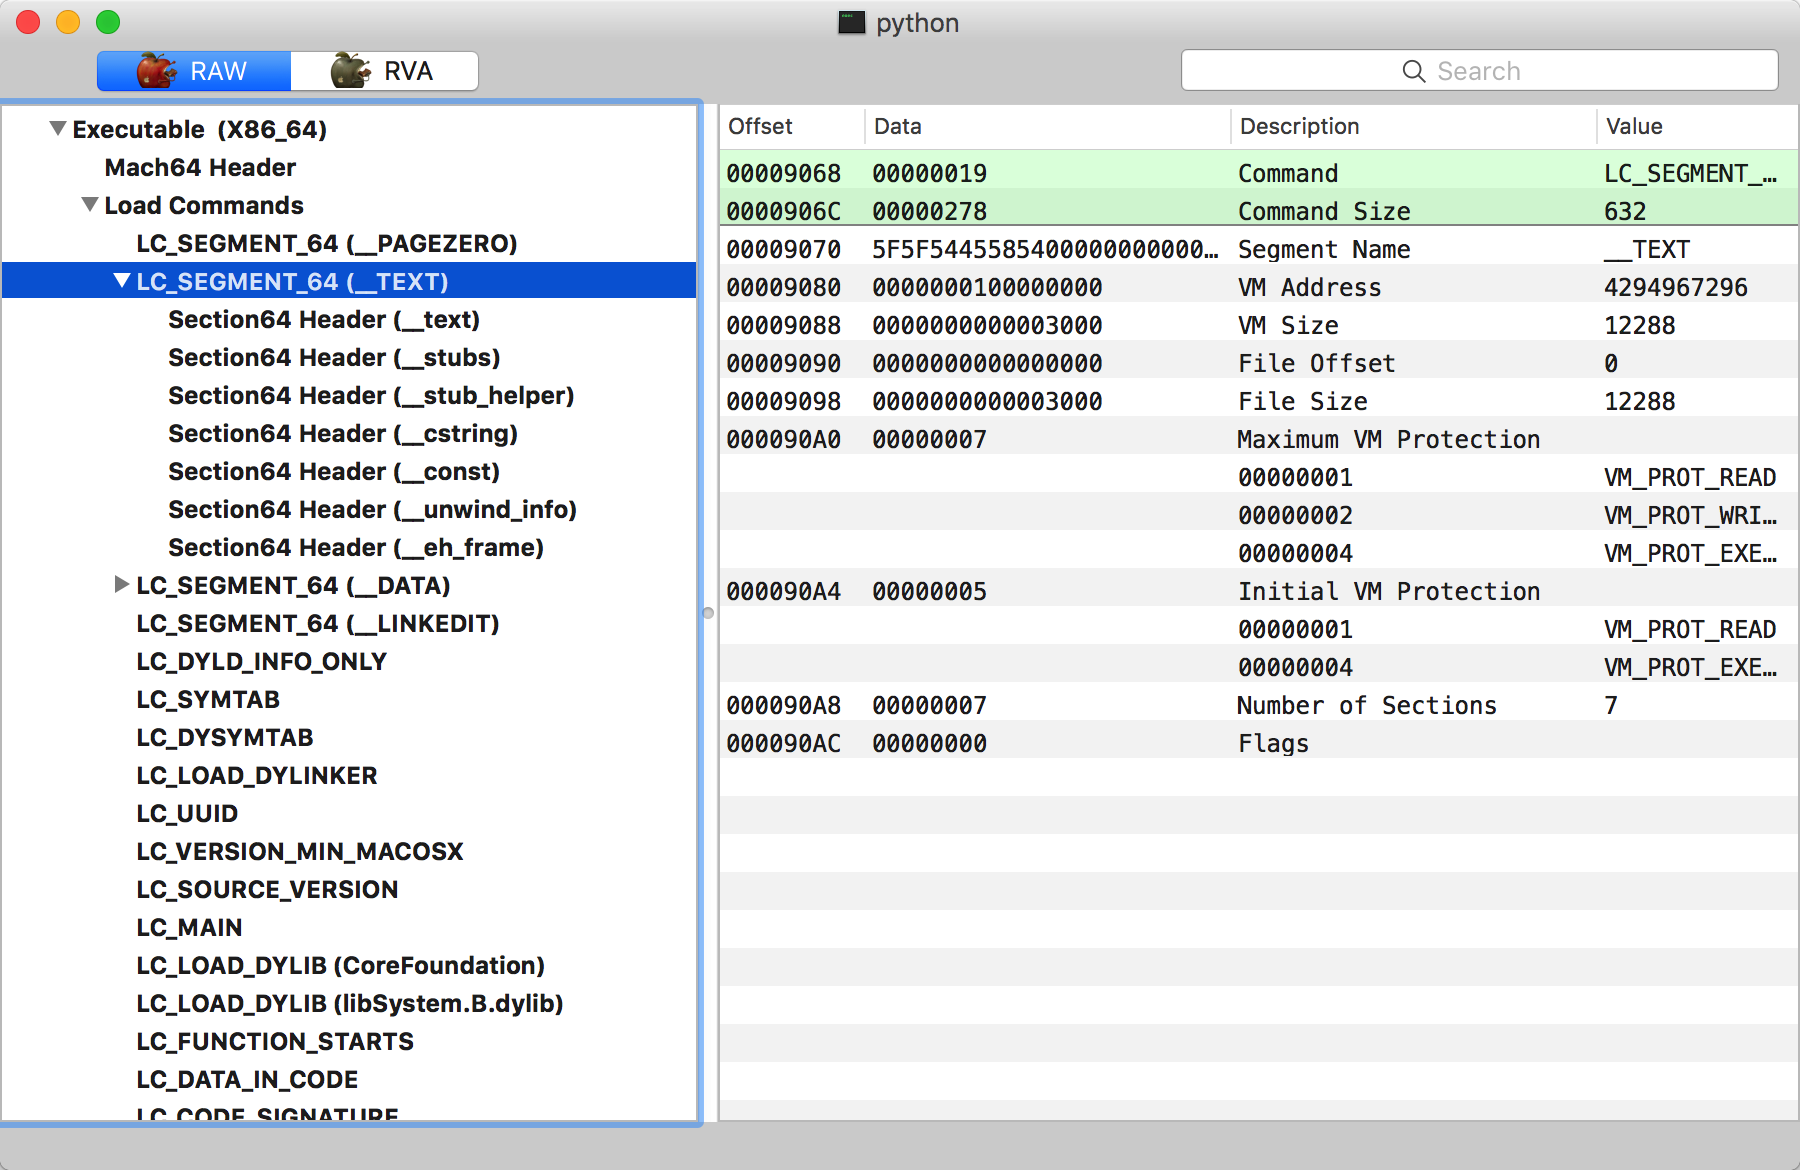 python
RAW
RVA
Search
Executable (X86_64)
Mach64 Header
Load Commands
LC_SEGMENT_64 (__PAGEZERO)
LC_SEGMENT_64 (__TEXT)
Section64 Header (__text)
Section64 Header (__stubs)
Section64 Header (__stub_helper)
Section64 Header (__cstring)
Section64 Header (__const)
Section64 Header (__unwind_info)
Section64 Header (__eh_frame)
LC_SEGMENT_64 (__DATA)
LC_SEGMENT_64 (__LINKEDIT)
LC_DYLD_INFO_ONLY
LC_SYMTAB
LC_DYSYMTAB
LC_LOAD_DYLINKER
LC_UUID
LC_VERSION_MIN_MACOSX
LC_SOURCE_VERSION
LC_MAIN
LC_LOAD_DYLIB (CoreFoundation)
LC_LOAD_DYLIB (libSystem.B.dylib)
LC_FUNCTION_STARTS
LC_DATA_IN_CODE
LC_CODE_SIGNATURE
Offset Data Description Value
00009068 00000019 Command LC_SEGMENT_…
0000906C 00000278 Command Size 632
00009070 5F5F5445585400000000000… Segment Name __TEXT
00009080 0000000100000000 VM Address 4294967296
00009088 0000000000003000 VM Size 12288
00009090 0000000000000000 File Offset 0
00009098 0000000000003000 File Size 12288
000090A0 00000007 Maximum VM Protection
00000001 VM_PROT_READ
00000002 VM_PROT_WRI…
00000004 VM_PROT_EXE…
000090A4 00000005 Initial VM Protection
00000001 VM_PROT_READ
00000004 VM_PROT_EXE…
000090A8 00000007 Number of Sections 7
000090AC 00000000 Flags